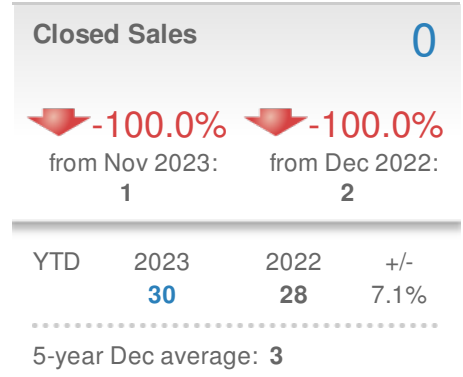 Closed Sales 0
-100.0% -100.0%
from Nov 2023: from Dec 2022:
1 2
YTD 2023 2022 +/-
30 28 7.1%
5-year Dec average: 3